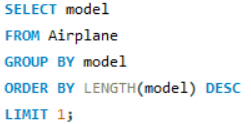 SELECT model
FROM Airplane
GROUP BY model
ORDER BY LENGTH(model) DESC
LIMIT 1;